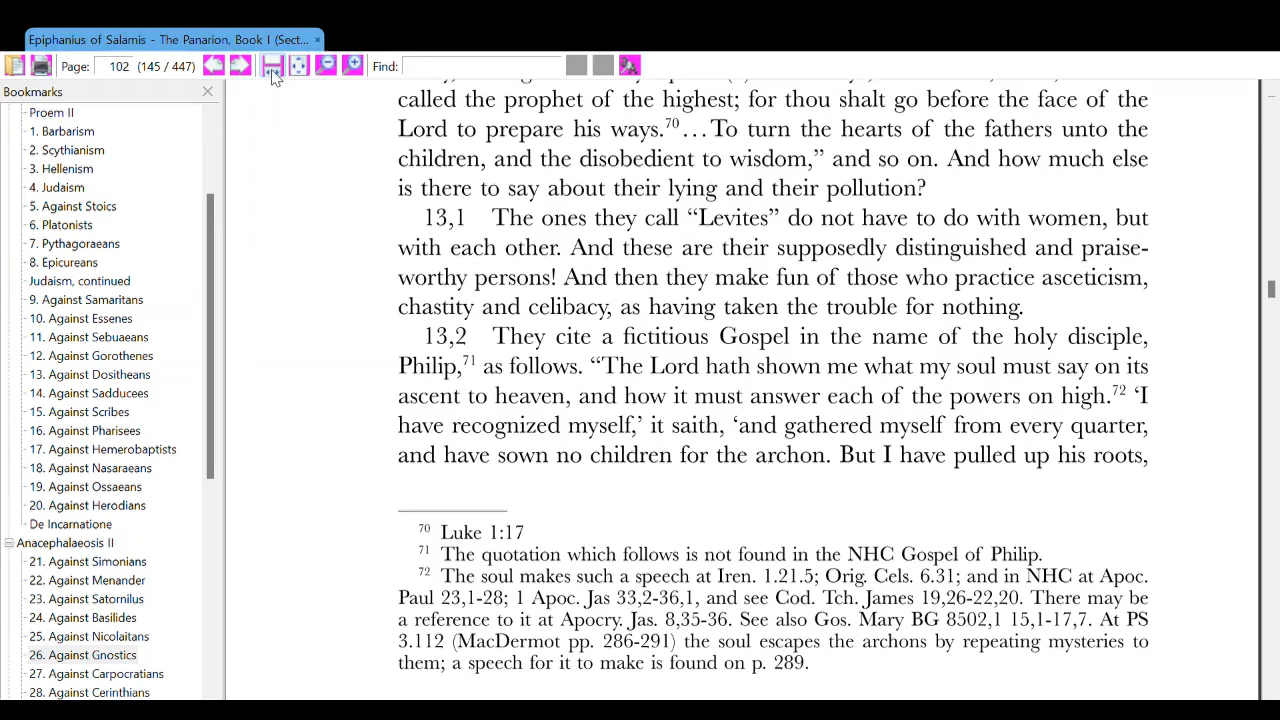 Epiphanius of Salamis - The Panarion, Book I (Sect... ×
Page: 102 (145 / 447) Find:
Bookmarks
Proem II
1. Barbarism
2. Scythianism
3. Hellenism
4. Judaism
5. Against Stoics
6. Platonists
7. Pythagoraeans
8. Epicureans
Judaism, continued
9. Against Samaritans
10. Against Essenes
11. Against Sebuaeans
12. Against Gorothenes
13. Against Dositheans
14. Against Sadducees
15. Against Scribes
16. Against Pharisees
17. Against Hemerobaptists
18. Against Nasaraeans
19. Against Ossaeans
20. Against Herodians
De Incarnatione
Anacephalaeosis II
21. Against Simonians
22. Against Menander
23. Against Satornilus
24. Against Basilides
25. Against Nicolaitans
26. Against Gnostics
27. Against Carpocratians
28. Against Cerinthians
called the prophet of the highest; for thou shalt go before the face of the
Lord to prepare his ways.⁷⁰…To turn the hearts of the fathers unto the
children, and the disobedient to wisdom,” and so on. And how much else
is there to say about their lying and their pollution?
13,1 The ones they call “Levites” do not have to do with women, but
with each other. And these are their supposedly distinguished and praise-
worthy persons! And then they make fun of those who practice asceticism,
chastity and celibacy, as having taken the trouble for nothing.
13,2 They cite a fictitious Gospel in the name of the holy disciple,
Philip,⁷¹ as follows. “The Lord hath shown me what my soul must say on its
ascent to heaven, and how it must answer each of the powers on high.⁷² ‘I
have recognized myself,’ it saith, ‘and gathered myself from every quarter,
and have sown no children for the archon. But I have pulled up his roots,
⁷⁰ Luke 1:17
⁷¹ The quotation which follows is not found in the NHC Gospel of Philip.
⁷² The soul makes such a speech at Iren. 1.21.5; Orig. Cels. 6.31; and in NHC at Apoc.
Paul 23,1-28; 1 Apoc. Jas 33,2-36,1, and see Cod. Tch. James 19,26-22,20. There may be
a reference to it at Apocry. Jas. 8,35-36. See also Gos. Mary BG 8502,1 15,1-17,7. At PS
3.112 (MacDermot pp. 286-291) the soul escapes the archons by repeating mysteries to
them; a speech for it to make is found on p. 289.